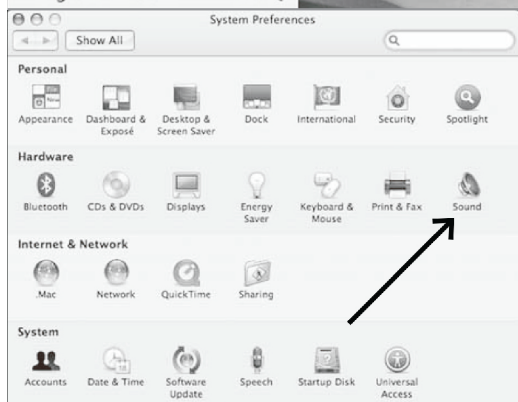 System Preferences
Show All
Personal
Appearance Dashboard & Exposé Desktop & Screen Saver Dock International Security Spotlight
Hardware
Bluetooth CDs & DVDs Displays Energy Saver Keyboard & Mouse Print & Fax Sound
Internet & Network
.Mac Network QuickTime Sharing
System
Accounts Date & Time Software Update Speech Startup Disk Universal Access